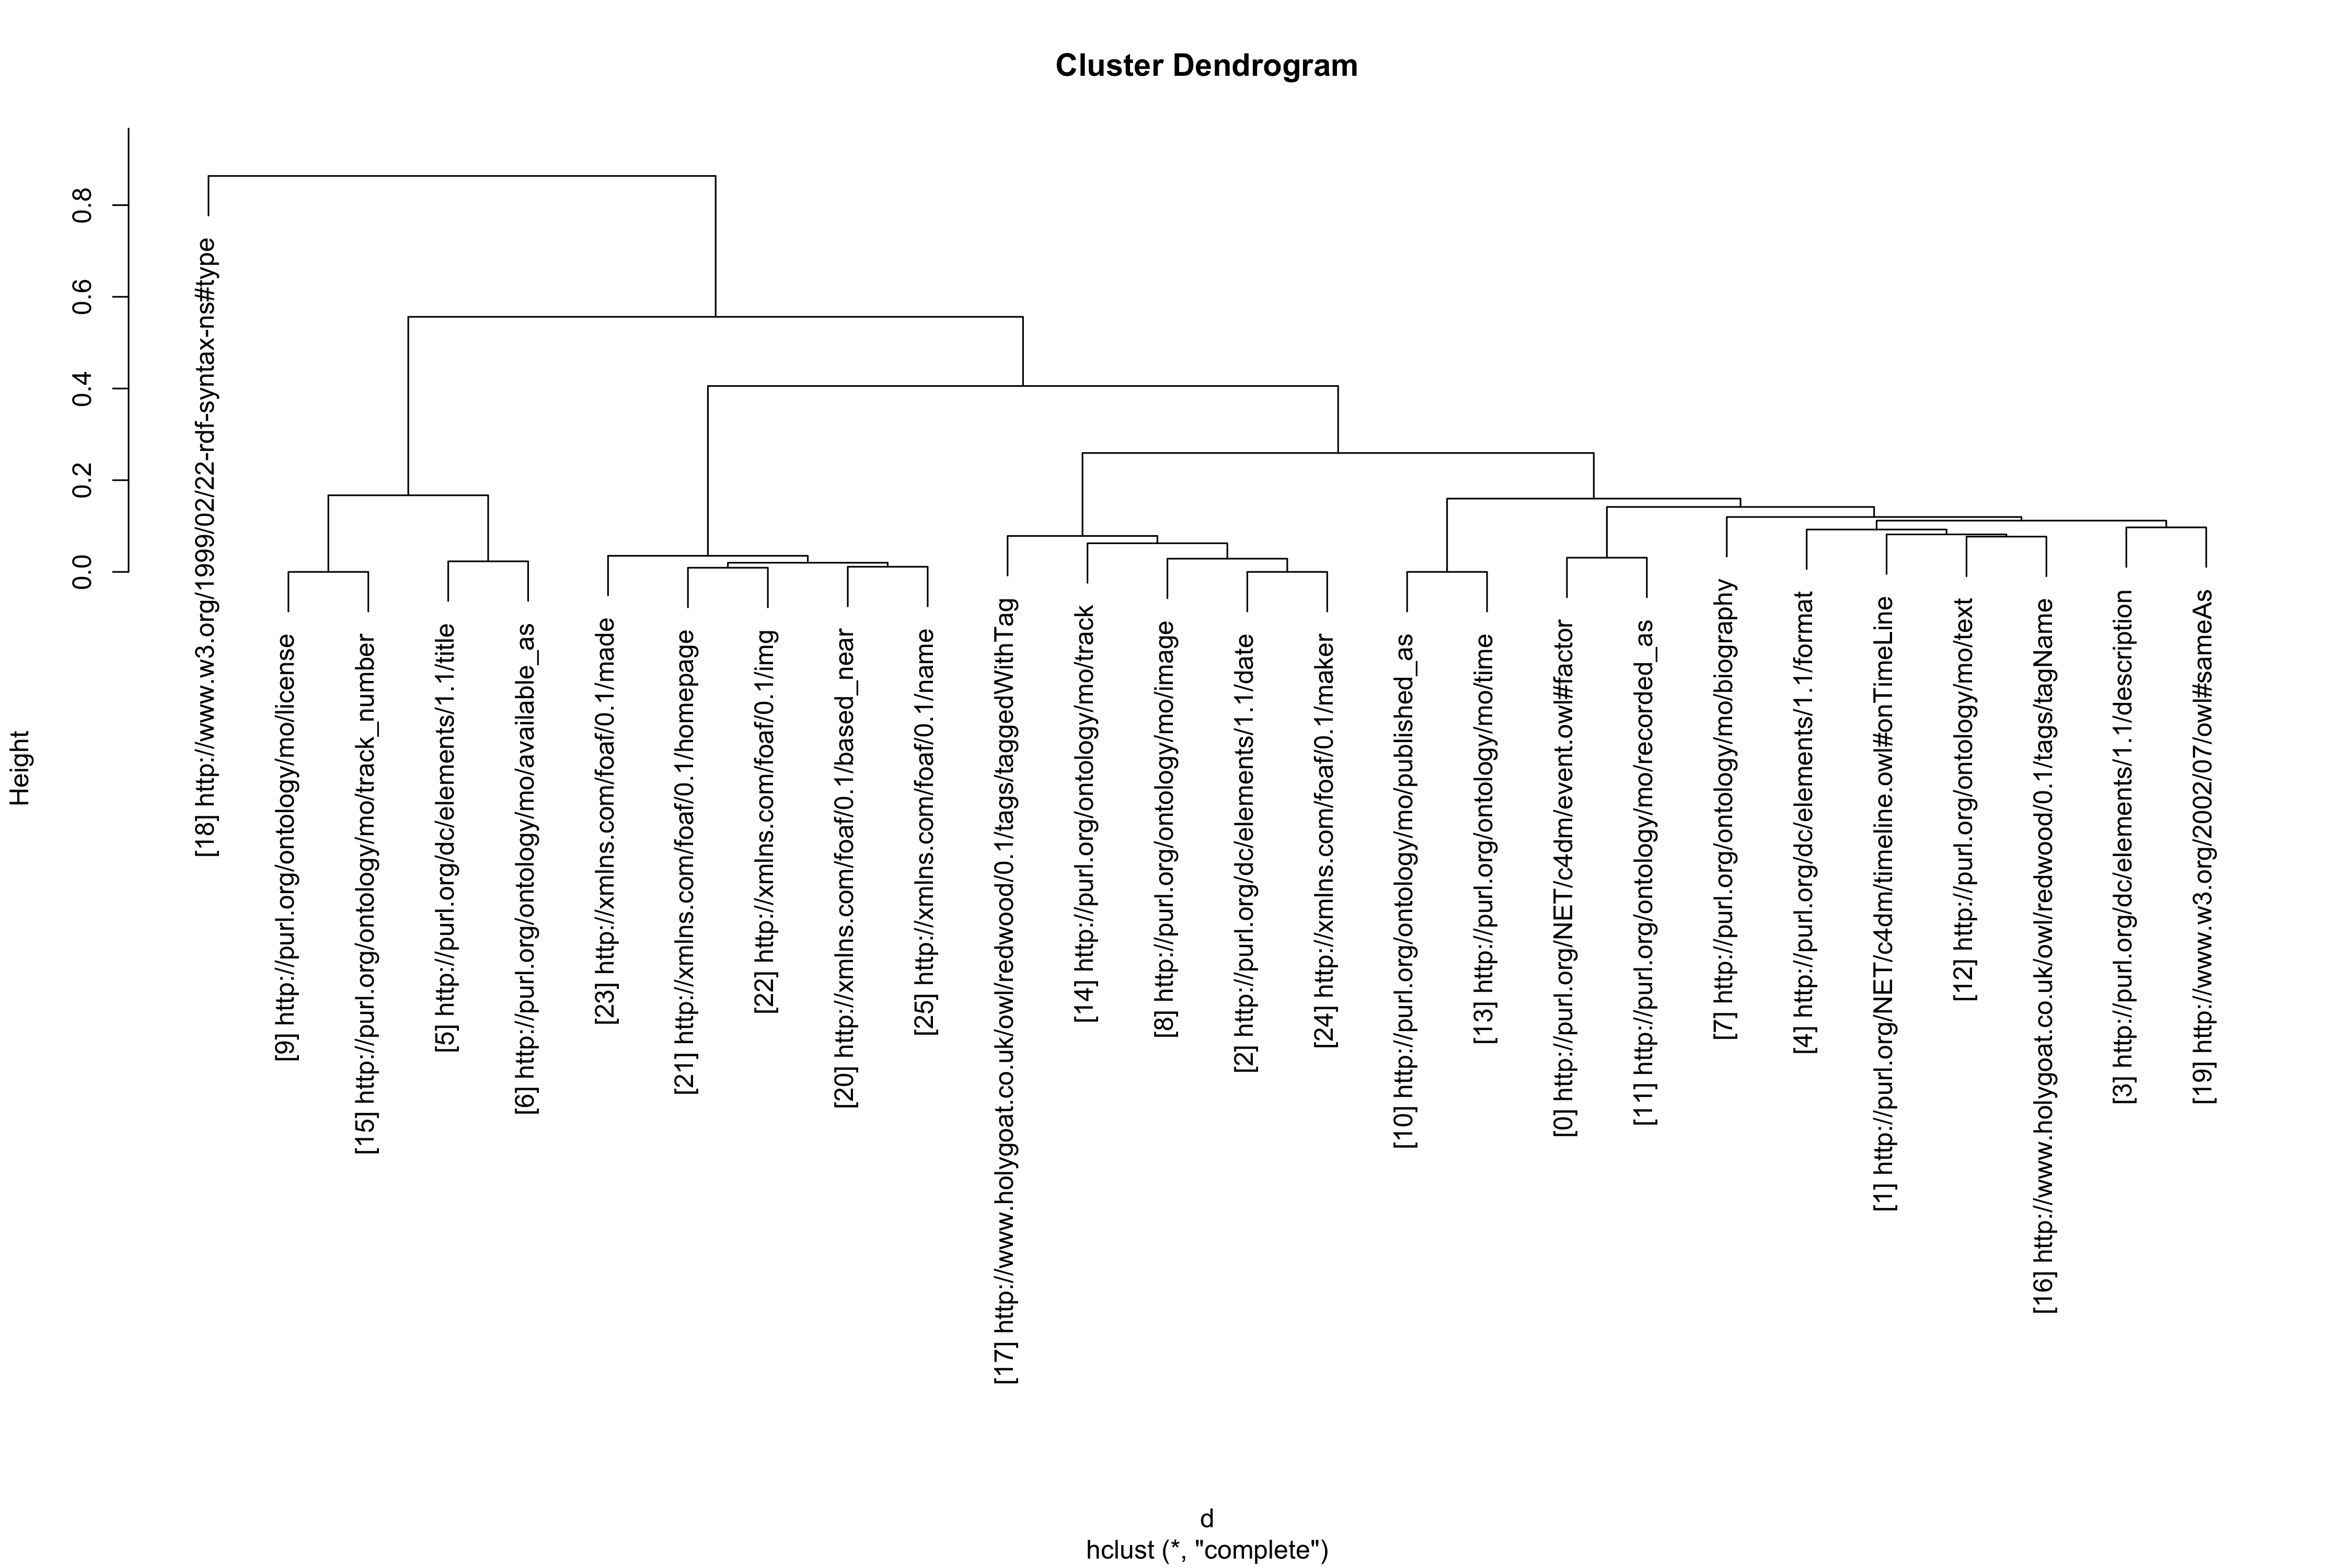 Cluster Dendrogram
Height
0.0
0.2
0.4
0.6
0.8
[18] http://www.w3.org/1999/02/22-rdf-syntax-ns#type
[9] http://purl.org/ontology/mo/license
[15] http://purl.org/ontology/mo/track_number
[5] http://purl.org/dc/elements/1.1/title
[6] http://purl.org/ontology/mo/available_as
[23] http://xmlns.com/foaf/0.1/made
[21] http://xmlns.com/foaf/0.1/homepage
[22] http://xmlns.com/foaf/0.1/img
[20] http://xmlns.com/foaf/0.1/based_near
[25] http://xmlns.com/foaf/0.1/name
[17] http://www.holygoat.co.uk/owl/redwood/0.1/tags/taggedWithTag
[14] http://purl.org/ontology/mo/track
[8] http://purl.org/ontology/mo/image
[2] http://purl.org/dc/elements/1.1/date
[24] http://xmlns.com/foaf/0.1/maker
[10] http://purl.org/ontology/mo/published_as
[13] http://purl.org/ontology/mo/time
[0] http://purl.org/NET/c4dm/event.owl#factor
[11] http://purl.org/ontology/mo/recorded_as
[7] http://purl.org/ontology/mo/biography
[4] http://purl.org/dc/elements/1.1/format
[1] http://purl.org/NET/c4dm/timeline.owl#onTimeLine
[12] http://purl.org/ontology/mo/text
[16] http://www.holygoat.co.uk/owl/redwood/0.1/tags/tagName
[3] http://purl.org/dc/elements/1.1/description
[19] http://www.w3.org/2002/07/owl#sameAs
d
hclust (*, "complete")